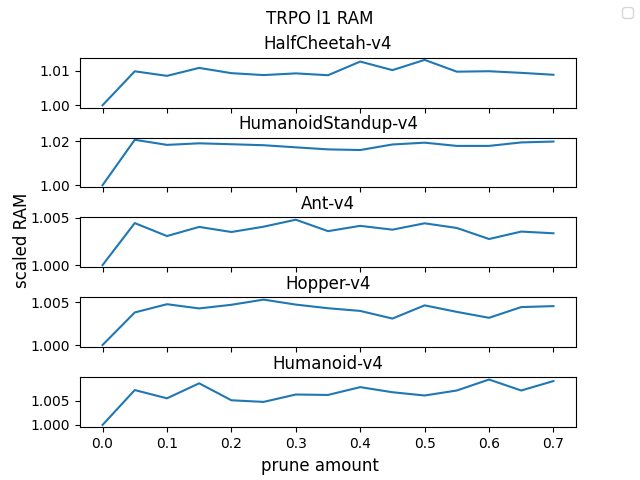 TRPO l1 RAM
HalfCheetah-v4
1.01
1.00
HumanoidStandup-v4
1.02
1.00
Ant-v4
1.005
1.000
scaled RAM
Hopper-v4
1.005
1.000
Humanoid-v4
1.005
1.000
0.0 0.1 0.2 0.3 0.4 0.5 0.6 0.7
prune amount